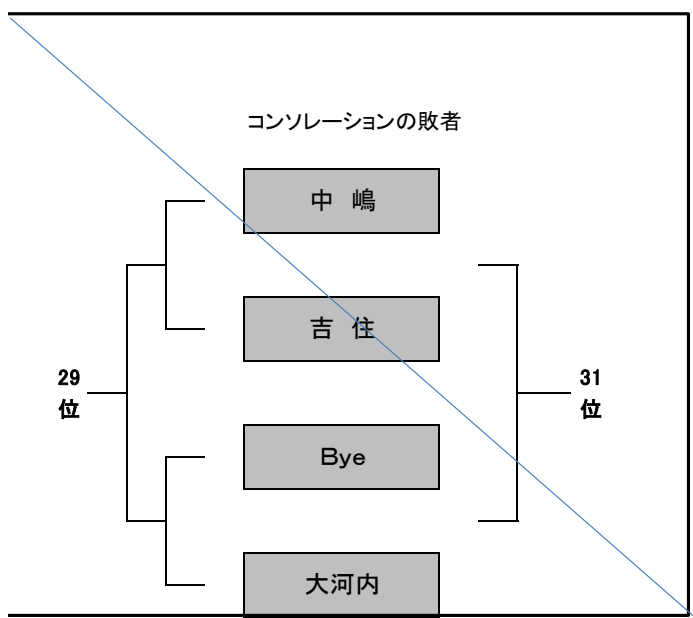 コンソレーションの敗者
中 嶋
吉 住
29
位
31
位
Bye
大河内